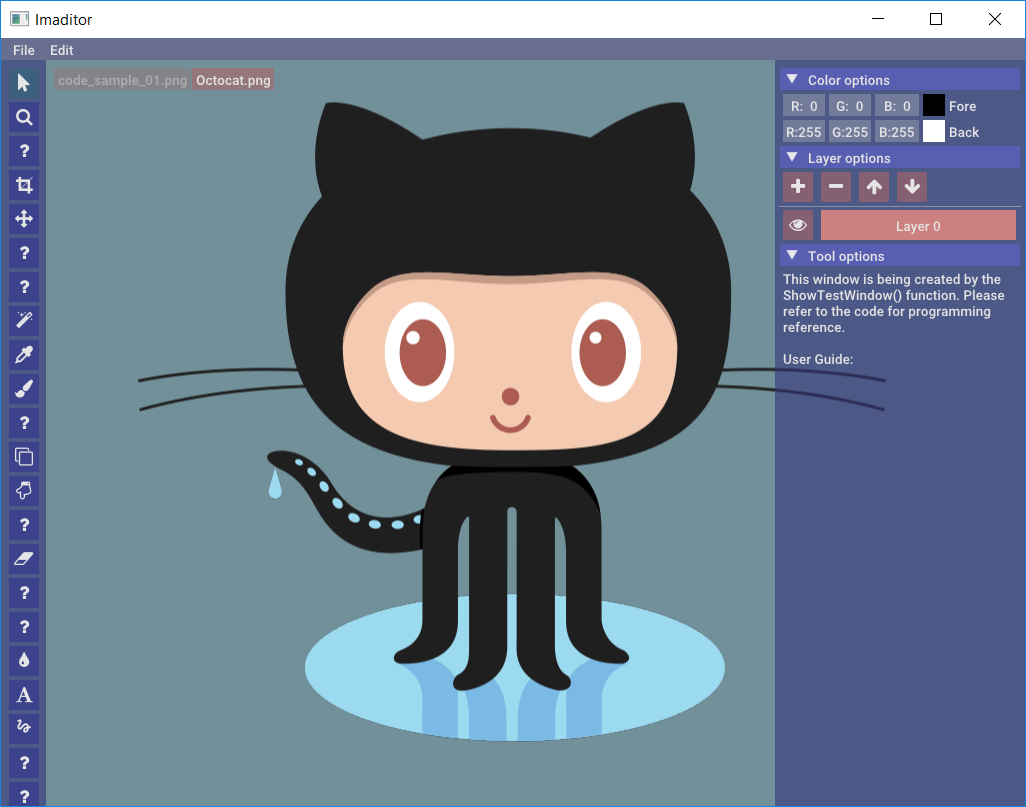 Imaditor
File Edit
code_sample_01.png Octocat.png
?
?
?
?
?
?
?
A
?
?
Color options
R: 0 G: 0 B: 0 Fore
R:255 G:255 B:255 Back
Layer options
Layer 0
Tool options
This window is being created by the
ShowTestWindow() function. Please
refer to the code for programming
reference.
User Guide: